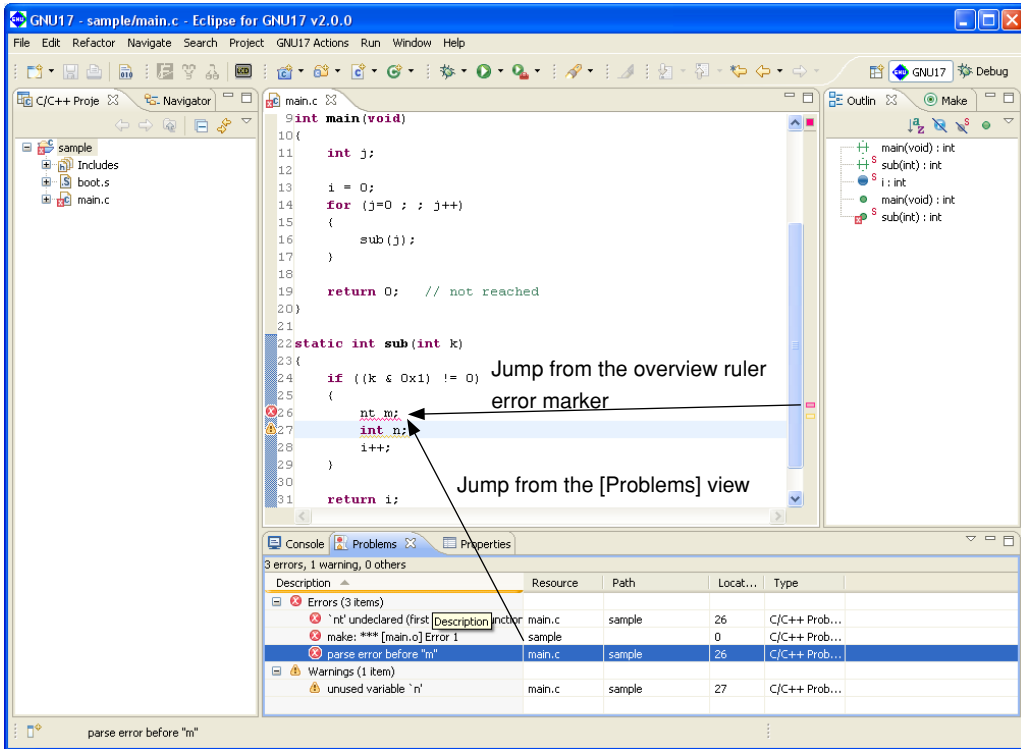 GNU17 - sample/main.c - Eclipse for GNU17 v2.0.0
File Edit Refactor Navigate Search Project GNU17 Actions Run Window Help
LCD
GNU17 Debug
C/C++ Proje Navigator
sample
Includes
boot.s
main.c
main.c
9 int main(void)
10 {
11 int j;
12
13 i = 0;
14 for (j=0 ; ; j++)
15 {
16 sub(j);
17 }
18
19 return 0; // not reached
20 }
21
22 static int sub(int k)
23 {
24 if ((k & 0x1) != 0)
25 {
26 nt m;
27 int n;
28 i++;
29 }
30
31 return i;
Jump from the overview ruler
error marker
Jump from the [Problems] view
Outlin Make
main(void) : int
sub(int) : int
i : int
main(void) : int
sub(int) : int
Console Problems Properties
3 errors, 1 warning, 0 others
Description Resource Path Locat... Type
Errors (3 items)
`nt' undeclared (first unctior main.c sample 26 C/C++ Prob...
Description
make: *** [main.o] Error 1 sample 0 C/C++ Prob...
parse error before "m" main.c sample 26 C/C++ Prob...
Warnings (1 item)
unused variable `n' main.c sample 27 C/C++ Prob...
parse error before "m"